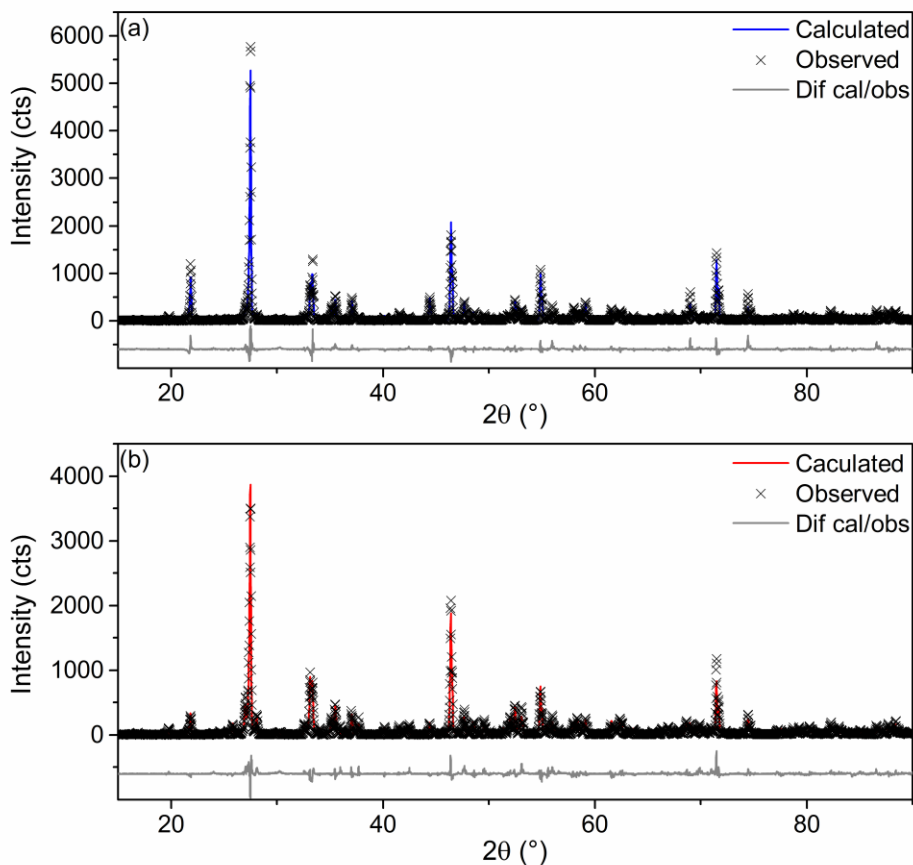 (a)
Calculated
Observed
Dif cal/obs
Intensity (cts)
6000
5000
4000
3000
2000
1000
0
20 40 60 80
2θ (°)
(b)
Caculated
Observed
Dif cal/obs
Intensity (cts)
4000
3000
2000
1000
0
20 40 60 80
2θ (°)